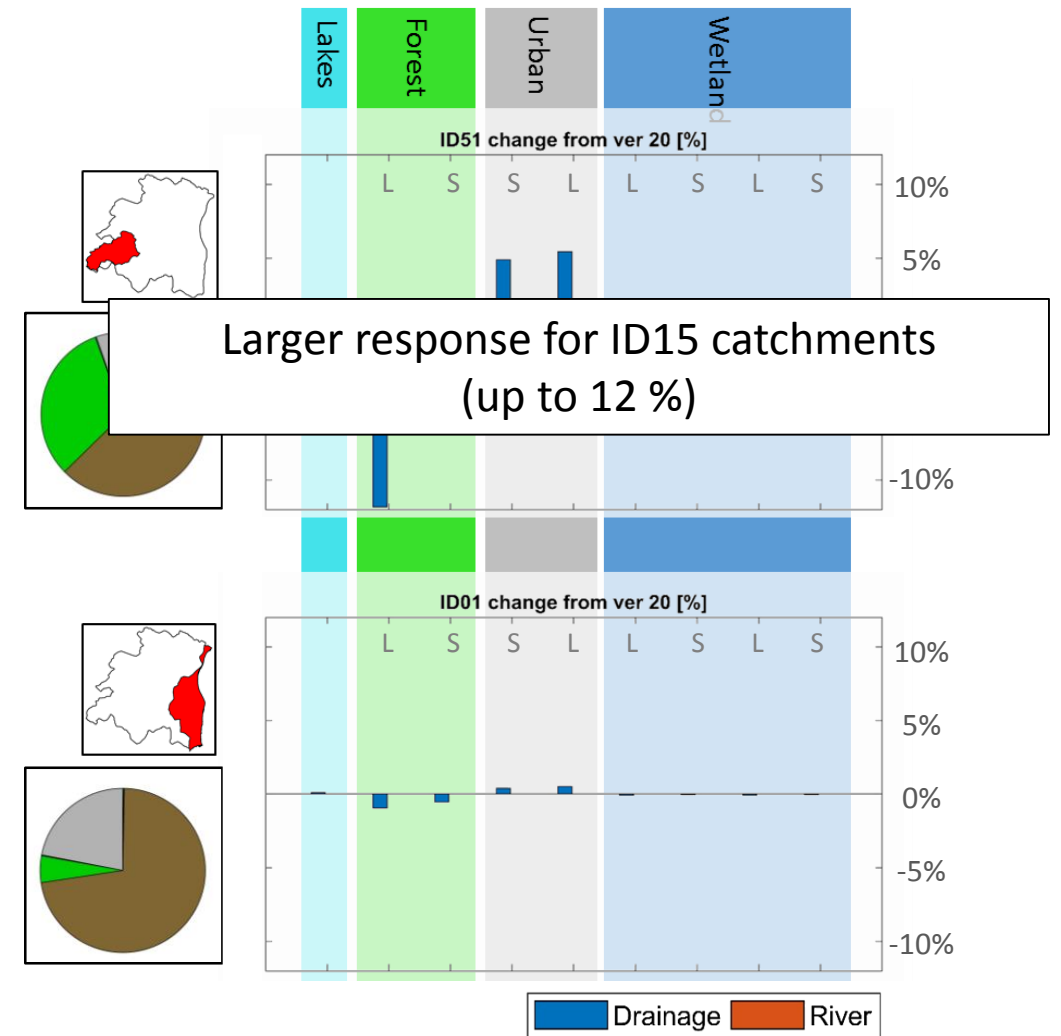 Lakes
Forest
Urban
Wetland
ID51 change from ver 20 [%]
L S S L L S L S
10%
5%
Larger response for ID15 catchments
(up to 12 %)
-10%
ID01 change from ver 20 [%]
L S S L L S L S
10%
5%
0%
-5%
-10%
Drainage River